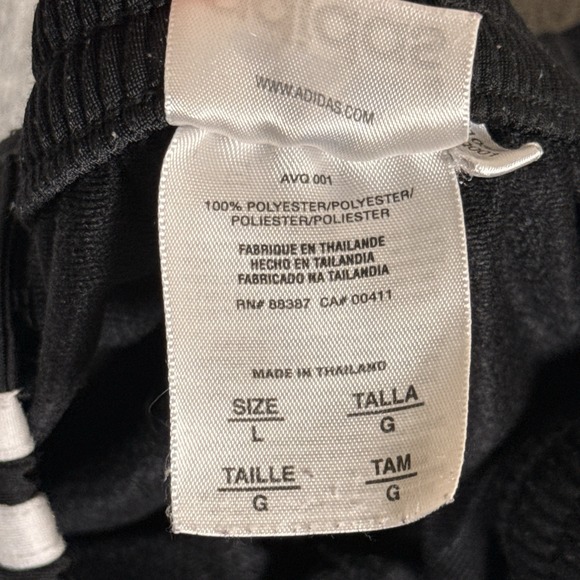 adidas
WWW.ADIDAS.COM
AVQ 001
100% POLYESTER/POLYESTER/
POLIESTER/POLIESTER
FABRIQUE EN THAILANDE
HECHO EN TAILANDIA
FABRICADO NA TAILANDIA
RN# 88387 CA# 00411
MADE IN THAILAND
SIZE TALLA
L G
TAILLE TAM
G G